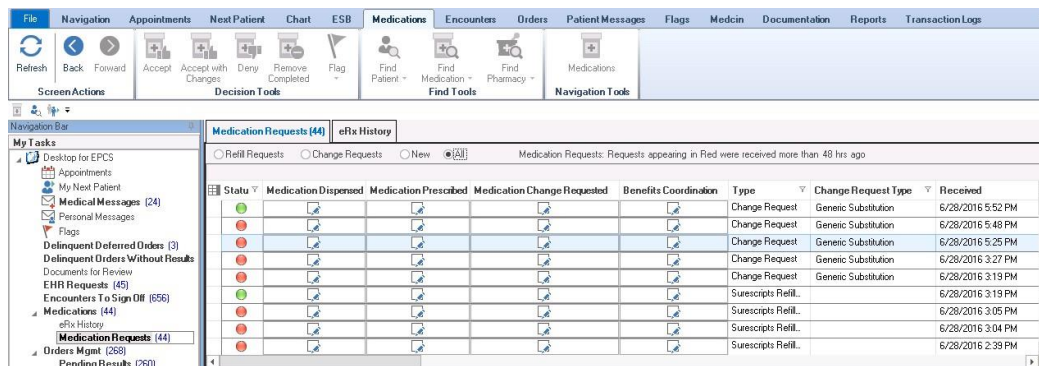 File Navigation Appointments Next Patient Chart ESB Medications Encounters Orders Patient Messages Flags Medcin Documentation Reports Transaction Logs
Refresh Back Forward Accept Accept with Changes Deny Remove Completed Flag Find Patient Find Medication Find Pharmacy Medications
Screen Actions Decision Tools Find Tools Navigation Tools
Navigation Bar
My Tasks
Desktop for EPCS
Appointments
My Next Patient
Medical Messages (24)
Personal Messages
Flags
Delinquent Deferred Orders (3)
Delinquent Orders Without Results
Documents for Review
EHR Requests (45)
Encounters To Sign Off (656)
Medications (44)
eRx History
Medication Requests (44)
Orders Mgmt (268)
Pending Results (260)
Medication Requests (44) eRx History
Refill Requests Change Requests New All Medication Requests: Requests appearing in Red were received more than 48 hrs ago
Statu Medication Dispensed Medication Prescribed Medication Change Requested Benefits Coordination Type Change Request Type Received
Change Request Generic Substitution 6/28/2016 5:52 PM
Change Request Generic Substitution 6/28/2016 5:48 PM
Change Request Generic Substitution 6/28/2016 5:25 PM
Change Request Generic Substitution 6/28/2016 3:27 PM
Change Request Generic Substitution 6/28/2016 3:19 PM
Surescripts Refill... 6/28/2016 3:19 PM
Surescripts Refill... 6/28/2016 3:05 PM
Surescripts Refill... 6/28/2016 3:04 PM
Surescripts Refill... 6/28/2016 2:39 PM